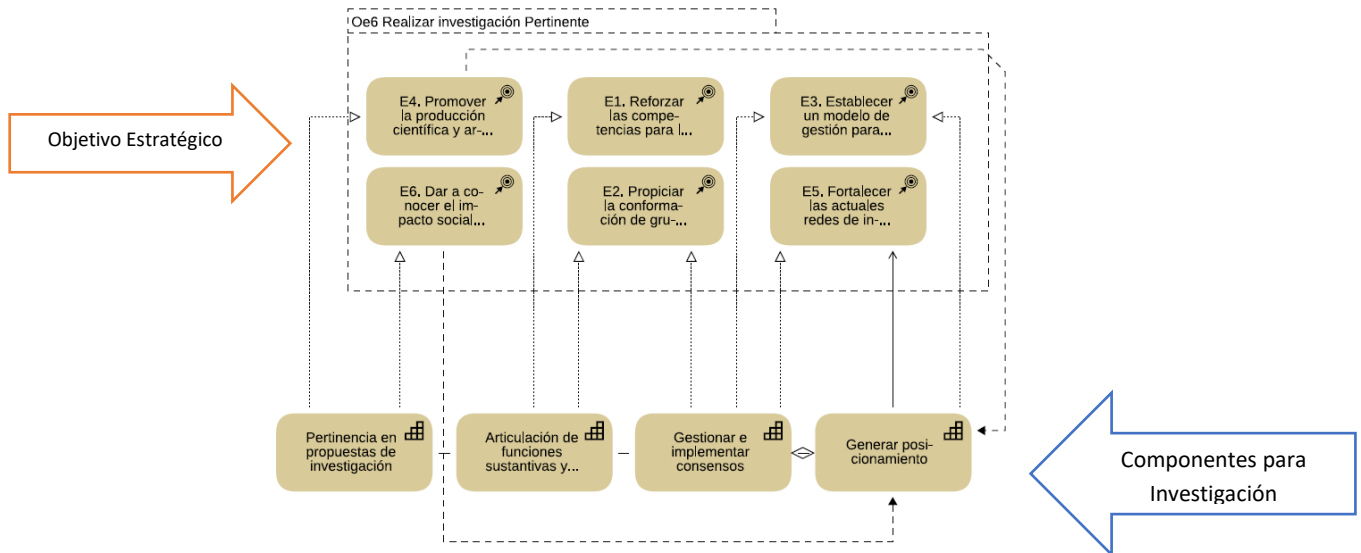 Oe6 Realizar investigación Pertinente
Objetivo Estratégico
E4. Promover
la producción
científica y ar-...
E1. Reforzar
las compe-
tencias para l...
E3. Establecer
un modelo de
gestión para...
E6. Dar a co-
nocer el im-
pacto social...
E2. Propiciar
la conforma-
ción de gru-...
E5. Fortalecer
las actuales
redes de in-...
Pertinencia en
propuestas de
investigación
Articulación de
funciones
sustantivas y...
Gestionar e
implementar
consensos
Generar posi-
cionamiento
Componentes para
Investigación